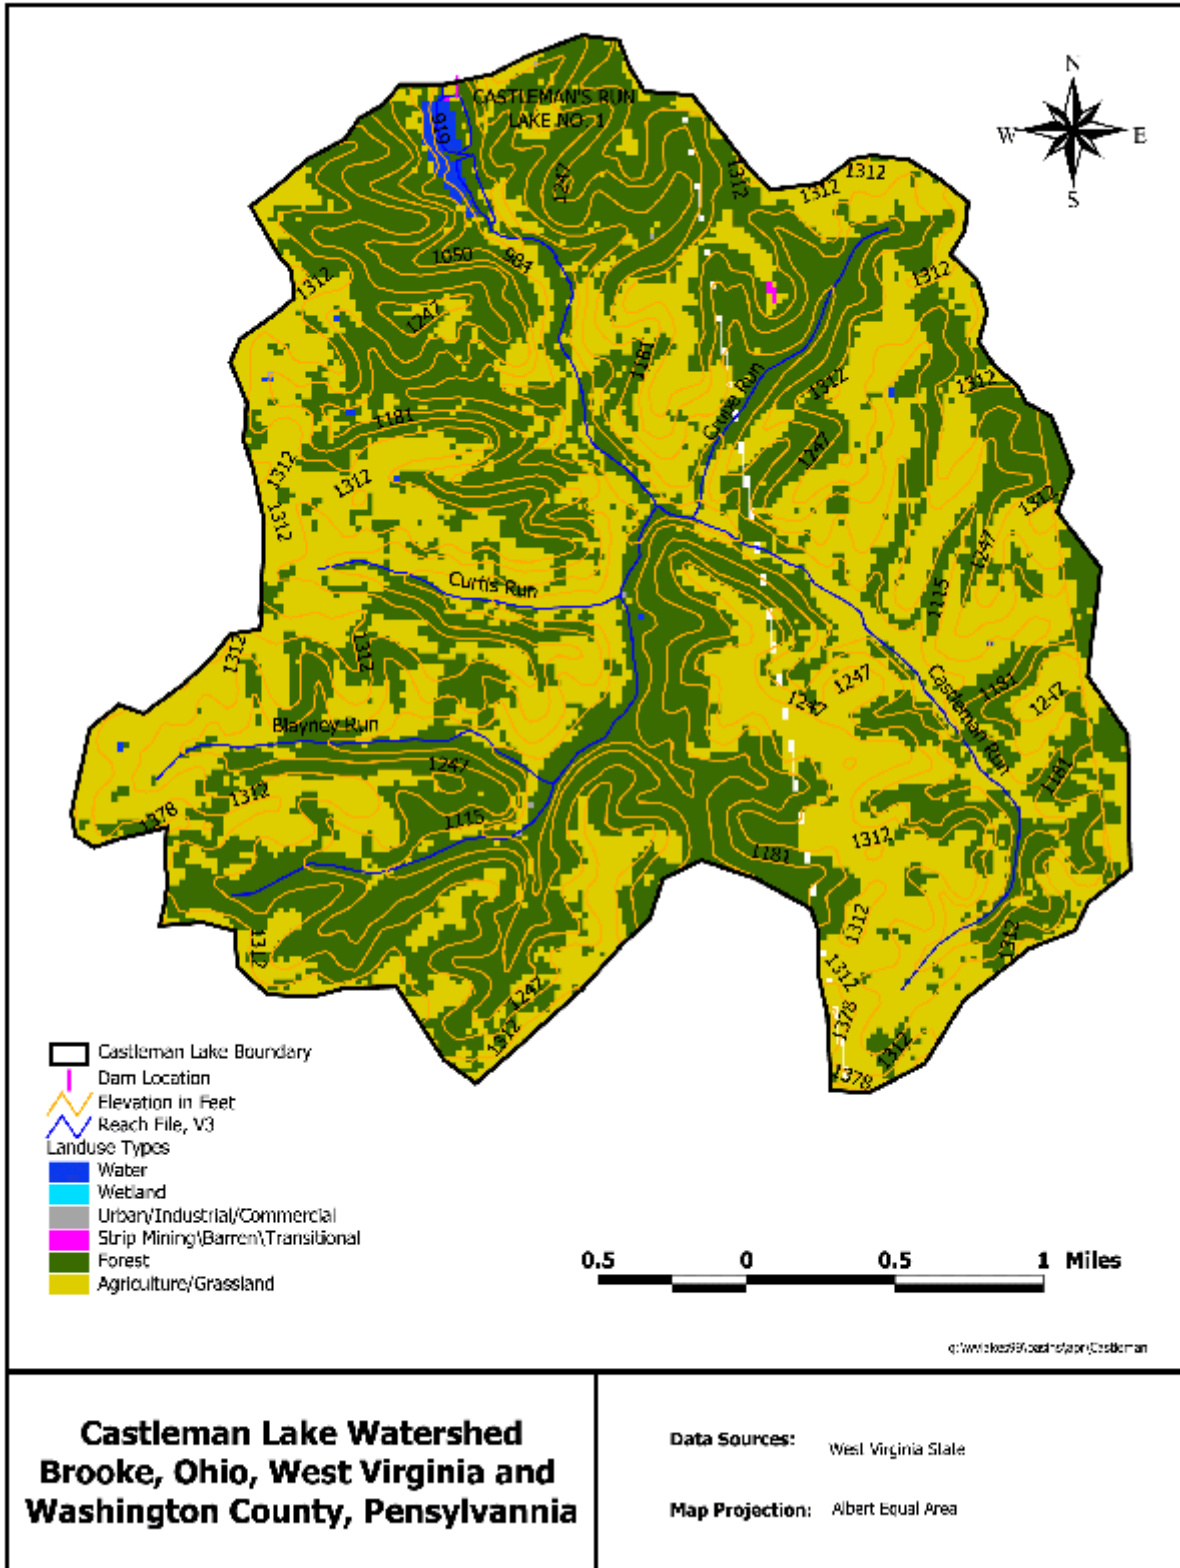 N
W E
S
CASTLEMAN'S RUN
LAKE NO. 1
919
1247
1312
1312
1312
1050
984
1312
1312
1247
1181
1312
1312
Crupe Run
1181
1247
1312
1312
1312
1312
1247
1115
Curtis Run
1312
1312
1247
1247
Castleman Run
1181
1247
Blayney Run
1247
1181
1312
1378
1115
1312
1181
1312
1312
1312
1312
1247
1378
1312
1312
1378
Castleman Lake Boundary
Dam Location
Elevation in Feet
Reach File, V3
Landuse Types
Water
Wetland
Urban/Industrial/Commercial
Strip Mining\Barren\Transitional
Forest
Agriculture/Grassland
0.5 0 0.5 1 Miles
Castleman Lake Watershed
Brooke, Ohio, West Virginia and
Washington County, Pensylvannia
Data Sources: West Virginia State
Map Projection: Albert Equal Area